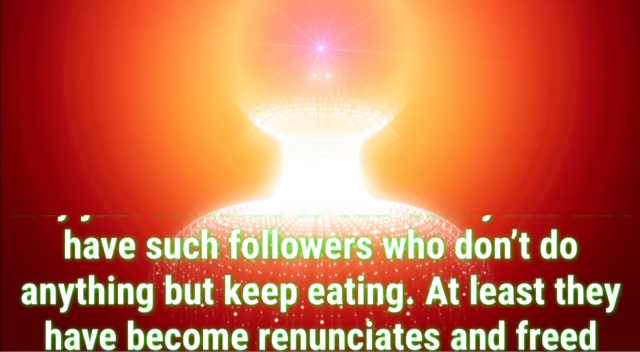 have such followers who don’t do
anything but keep eating. At least they
have become renunciates and freed